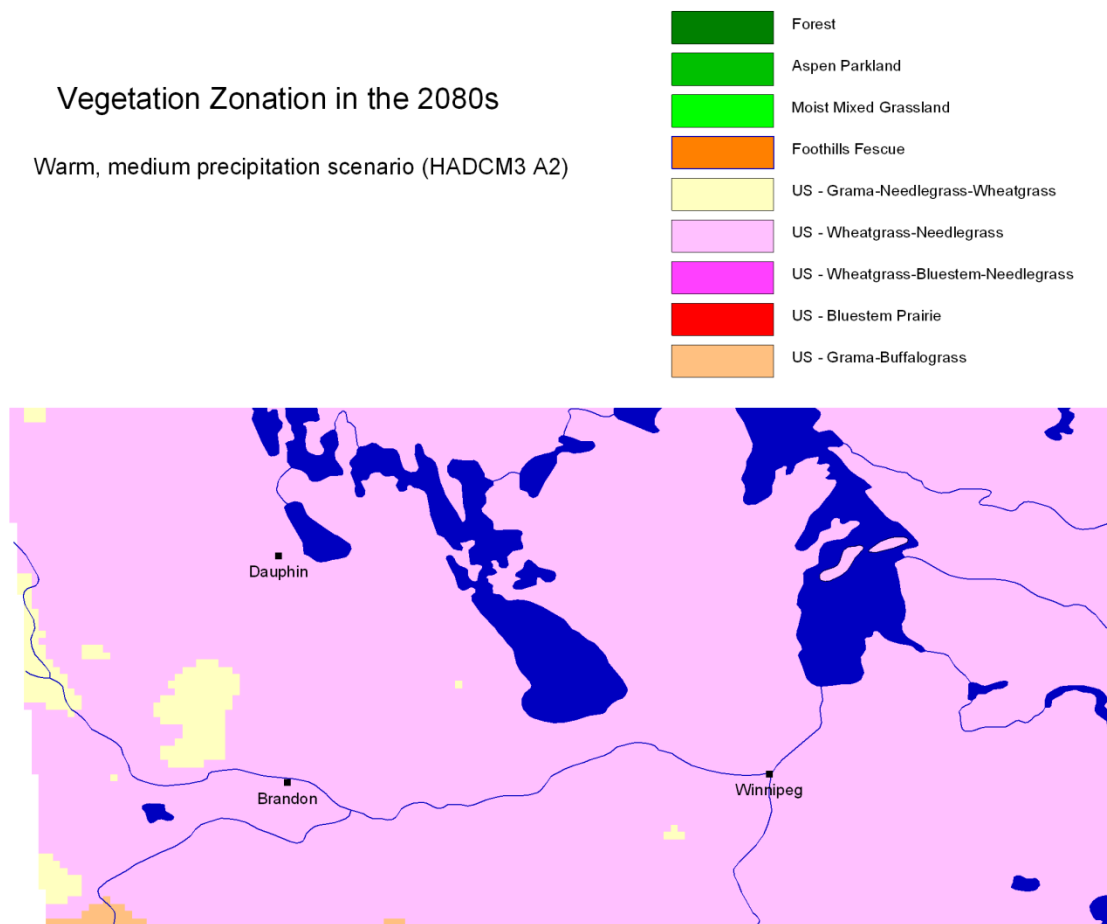 Vegetation Zonation in the 2080s
Warm, medium precipitation scenario (HADCM3 A2)
Forest
Aspen Parkland
Moist Mixed Grassland
Foothills Fescue
US - Grama-Needlegrass-Wheatgrass
US - Wheatgrass-Needlegrass
US - Wheatgrass-Bluestem-Needlegrass
US - Bluestem Prairie
US - Grama-Buffalograss
Dauphin
Brandon
Winnipeg